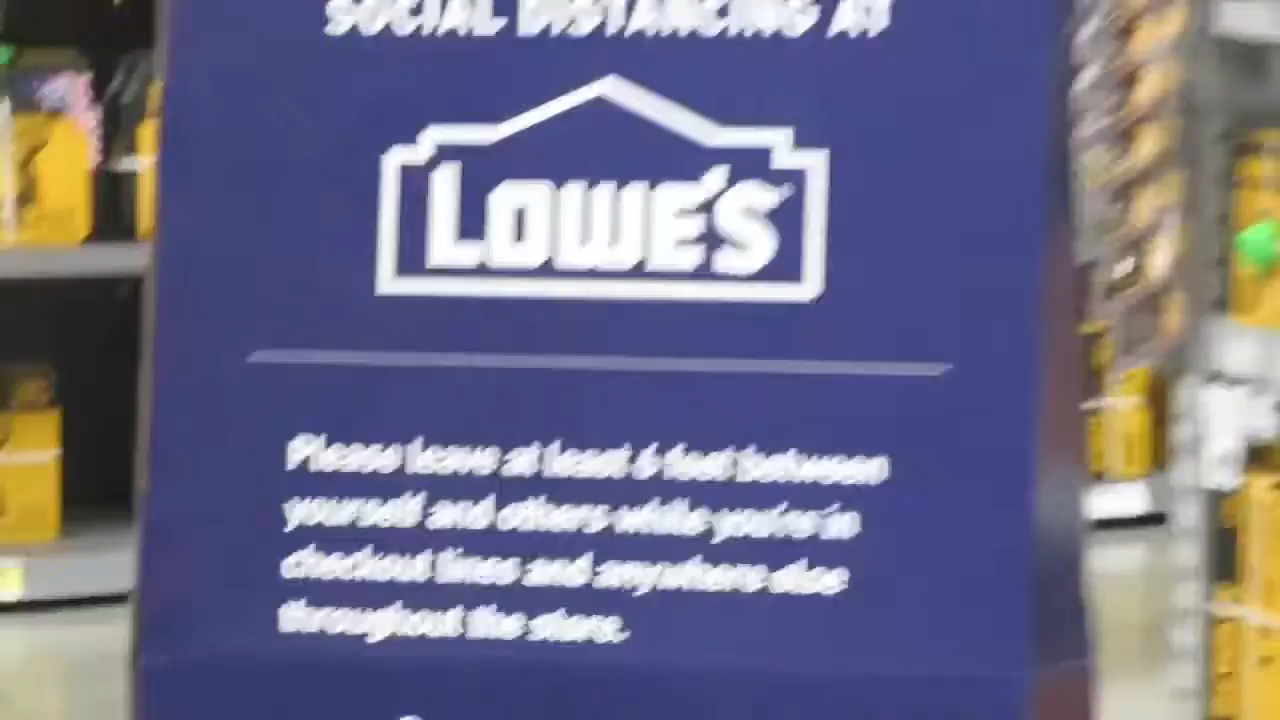 SOCIAL DISTANCING AT
LOWE'S
Please leave at least 6 feet between
yourself and others while you're in
checkout lines and anywhere else
throughout the store.